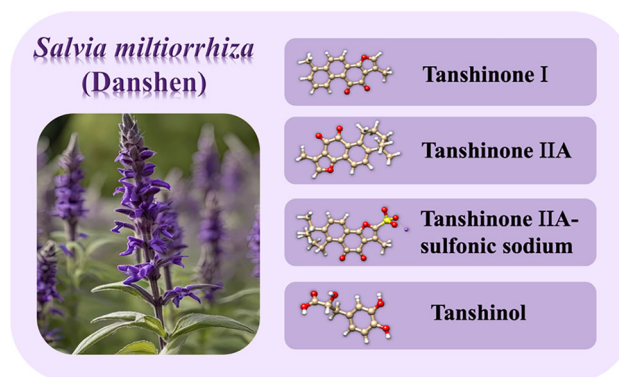 Salvia miltiorrhiza
(Danshen)
Tanshinone I
Tanshinone IIA
Tanshinone IIA-
sulfonic sodium
Tanshinol